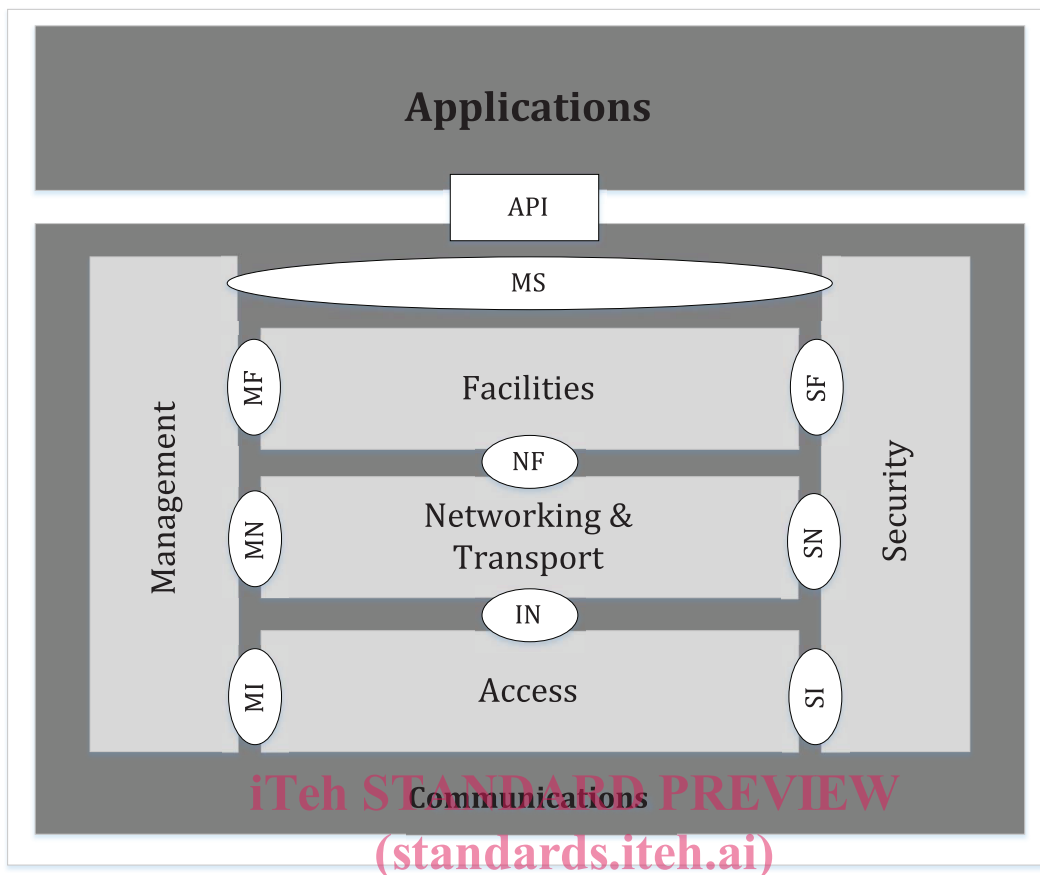 Applications
API
MS
MF
Facilities
SF
NF
Management
MN
Networking &
Transport
SN
Security
IN
MI
Access
SI
iTeh STANDARD PREVIEW
Communications
(standards.iteh.ai)